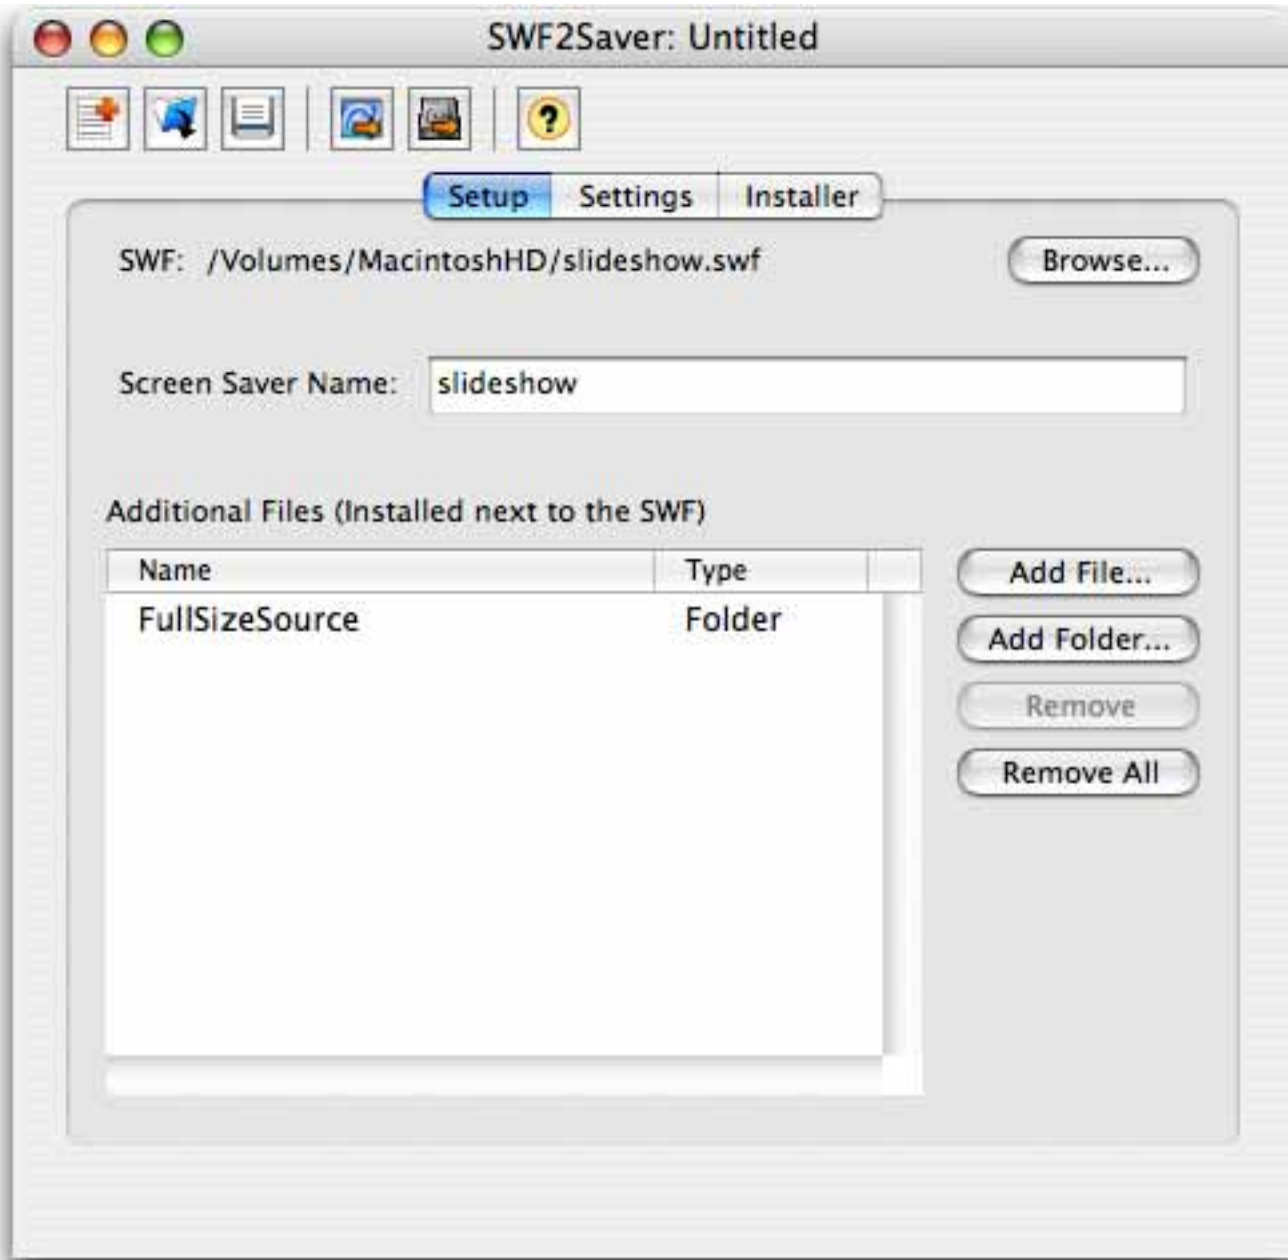 SWF2Saver: Untitled
?
Setup Settings Installer
SWF: /Volumes/MacintoshHD/slideshow.swf Browse...
Screen Saver Name: slideshow
Additional Files (Installed next to the SWF)
Name Type
FullSizeSource Folder
Add File...
Add Folder...
Remove
Remove All